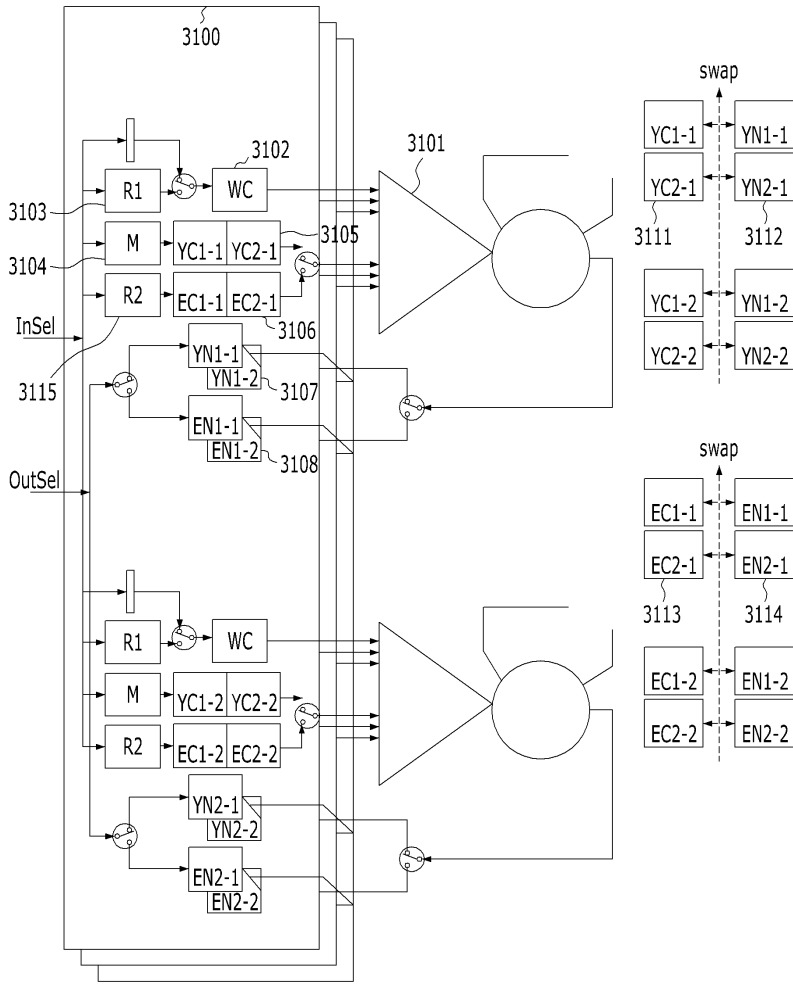 3100
3102
3101
R1
WC
3103
M
YC1-1
YC2-1
3105
3104
R2
EC1-1
EC2-1
3106
InSel
3115
YN1-1
YN1-2
3107
EN1-1
EN1-2
3108
OutSel
R1
WC
M
YC1-2
YC2-2
R2
EC1-2
EC2-2
YN2-1
YN2-2
EN2-1
EN2-2
swap
YC1-1
YN1-1
YC2-1
YN2-1
3111
3112
YC1-2
YN1-2
YC2-2
YN2-2
swap
EC1-1
EN1-1
EC2-1
EN2-1
3113
3114
EC1-2
EN1-2
EC2-2
EN2-2